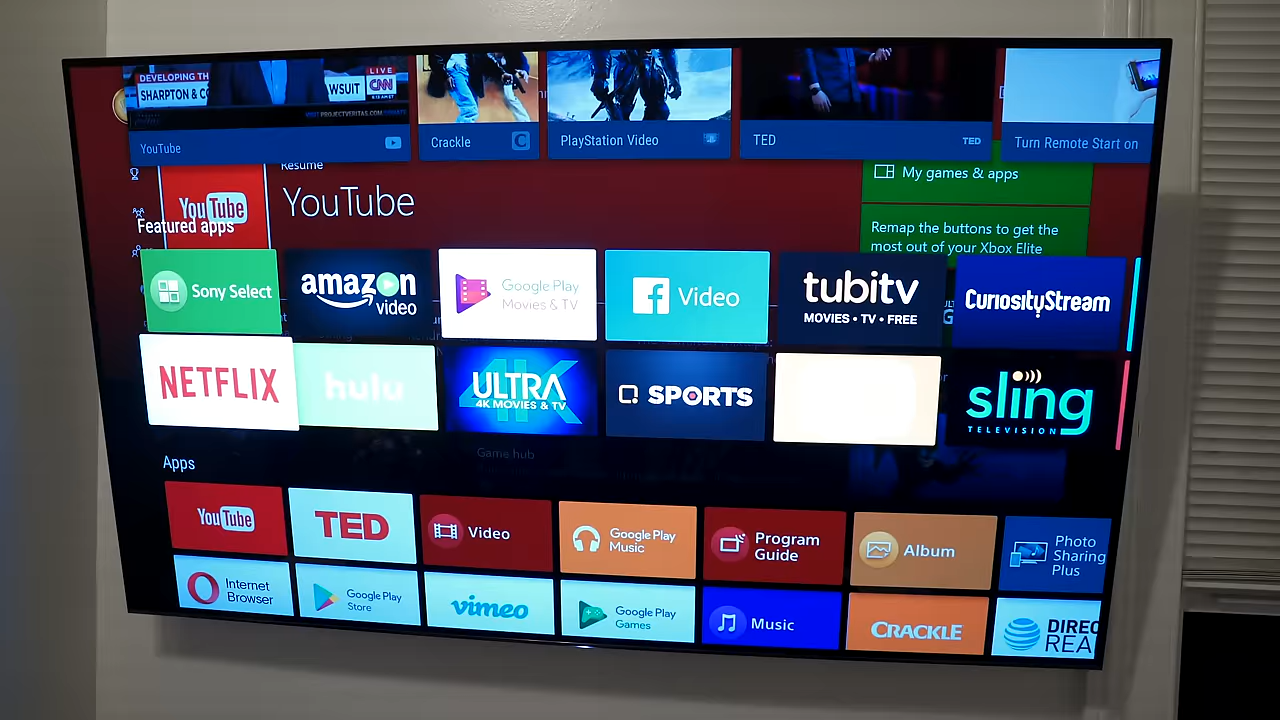 DEVELOPING TH
LIVE
SHARPTON & C
WSUIT
CNN
VISIT PROJECTVERITAS.COM
YouTube
Crackle
C
PlayStation Video
TED
TED
Turn Remote Start on
Resume
My games & apps
YouTube
YouTube
Featured apps
Remap the buttons to get the
most out of your Xbox Elite
Sony Select
amazon
video
Google Play
Movies & TV
f Video
tubitv
MOVIES • TV • FREE
CURIOSITYSTREAM
NETFLIX
hulu
ULTRA
4K MOVIES & TV
4K
SPORTS
sling
TELEVISION
Game hub
Apps
YouTube
TED
Video
Google Play
Music
Program
Guide
Album
Photo
Sharing
Plus
Internet
Browser
Google Play
Store
vimeo
Google Play
Games
Music
CRACKLE
DIREC
REA